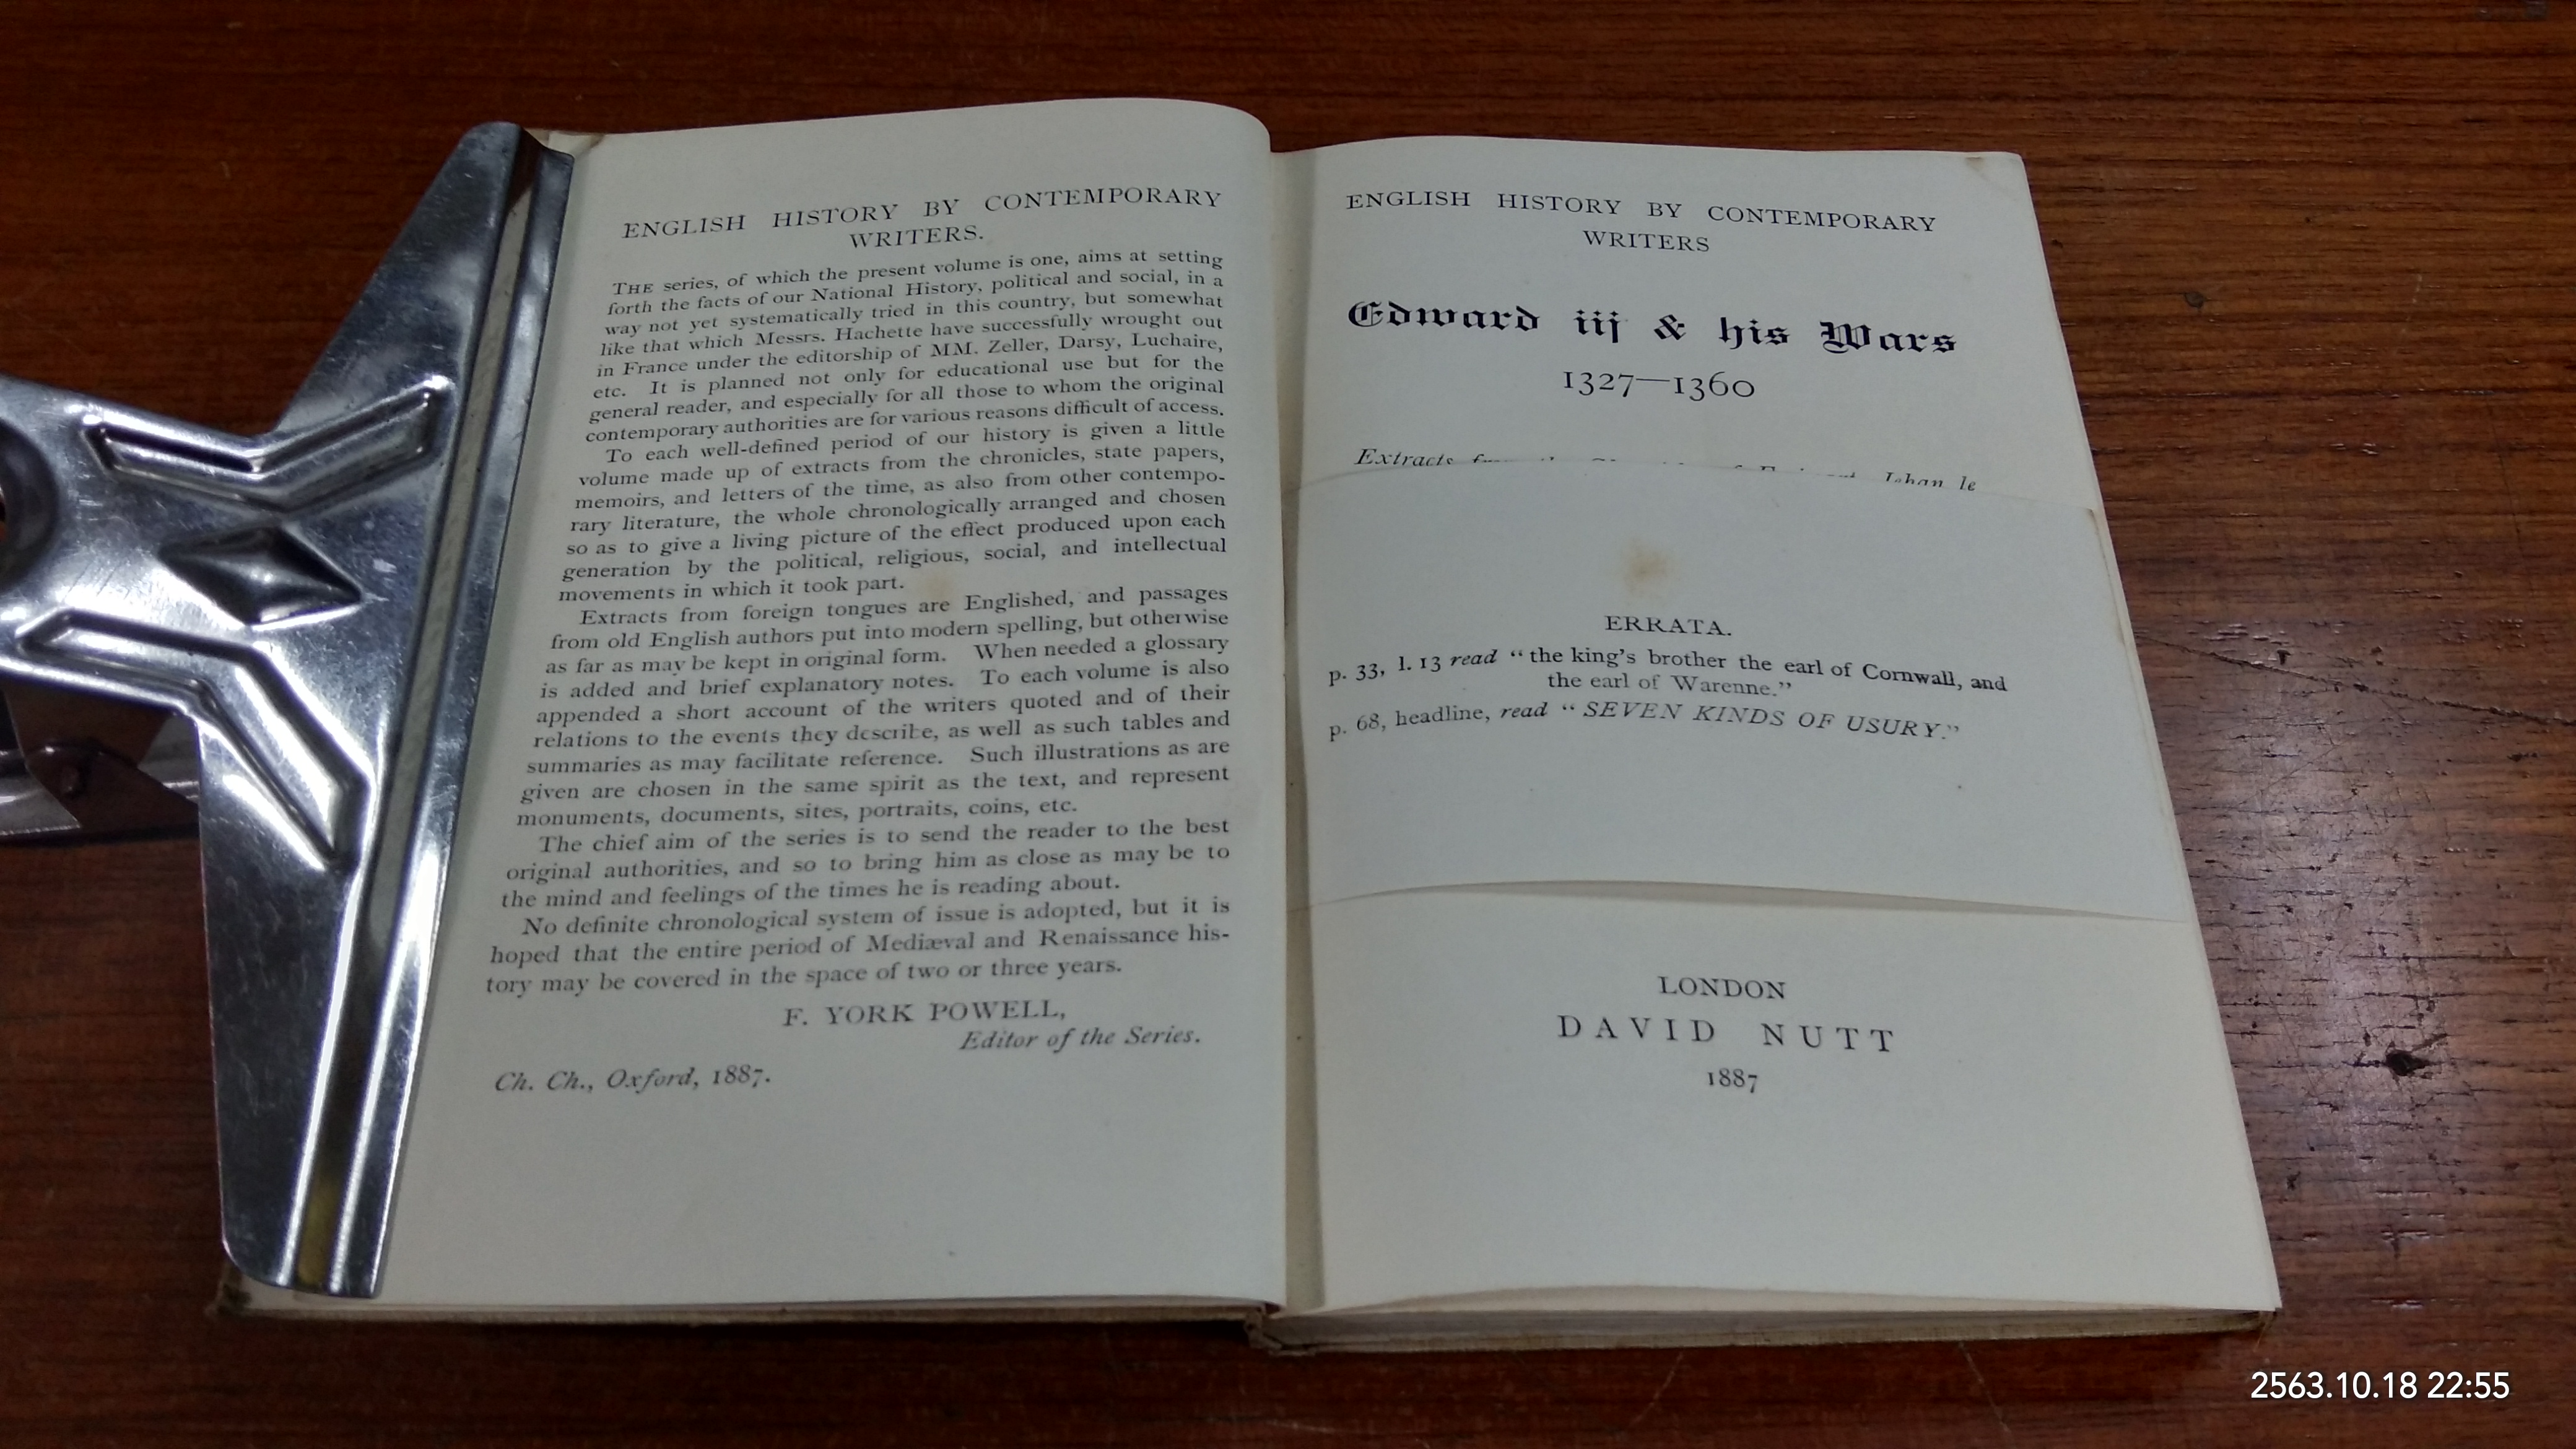 ENGLISH HISTORY BY CONTEMPORARY
WRITERS.
THE series, of which the present volume is one, aims at setting
forth the facts of our National History, political and social, in a
way not yet systematically tried in this country, but somewhat
like that which Messrs. Hachette have successfully wrought out
in France under the editorship of MM. Zeller, Darsy, Luchaire,
etc. It is planned not only for educational use but for the
general reader, and especially for all those to whom the original
contemporary authorities are for various reasons difficult of access.
To each well-defined period of our history is given a little
volume made up of extracts from the chronicles, state papers,
memoirs, and letters of the time, as also from other contempo-
rary literature, the whole chronologically arranged and chosen
so as to give a living picture of the effect produced upon each
generation by the political, religious, social, and intellectual
movements in which it took part.
Extracts from foreign tongues are Englished, and passages
from old English authors put into modern spelling, but otherwise
as far as may be kept in original form. When needed a glossary
is added and brief explanatory notes. To each volume is also
appended a short account of the writers quoted and of their
relations to the events they describe, as well as such tables and
summaries as may facilitate reference. Such illustrations as are
given are chosen in the same spirit as the text, and represent
monuments, documents, sites, portraits, coins, etc.
The chief aim of the series is to send the reader to the best
original authorities, and so to bring him as close as may be to
the mind and feelings of the times he is reading about.
No definite chronological system of issue is adopted, but it is
hoped that the entire period of Mediæval and Renaissance his-
tory may be covered in the space of two or three years.
F. YORK POWELL,
Editor of the Series.
Ch. Ch., Oxford, 1887.
ENGLISH HISTORY BY CONTEMPORARY
WRITERS
Edward iij & his Wars
1327—1360
Extracts Jehan le
ERRATA.
p. 33, l. 13 read “the king's brother the earl of Cornwall, and
the earl of Warenne.”
p. 68, headline, read “SEVEN KINDS OF USURY.”
LONDON
DAVID NUTT
1887
2563.10.18 22:55